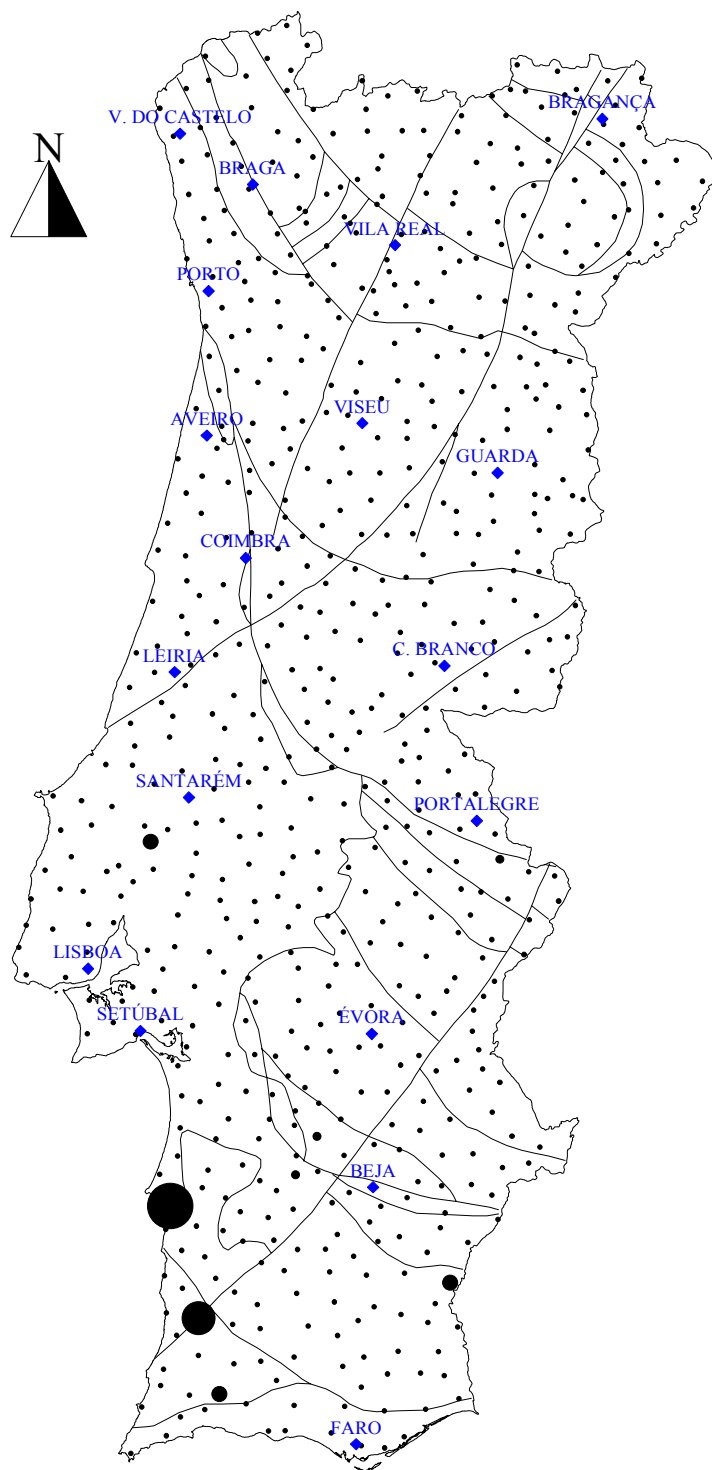 BRAGANÇA
V. DO CASTELO
N
BRAGA
VILA REAL
PORTO
VISEU
AVEIRO
GUARDA
COIMBRA
C. BRANCO
LEIRIA
SANTARÉM
PORTALEGRE
LISBOA
SETÚBAL
ÉVORA
BEJA
FARO